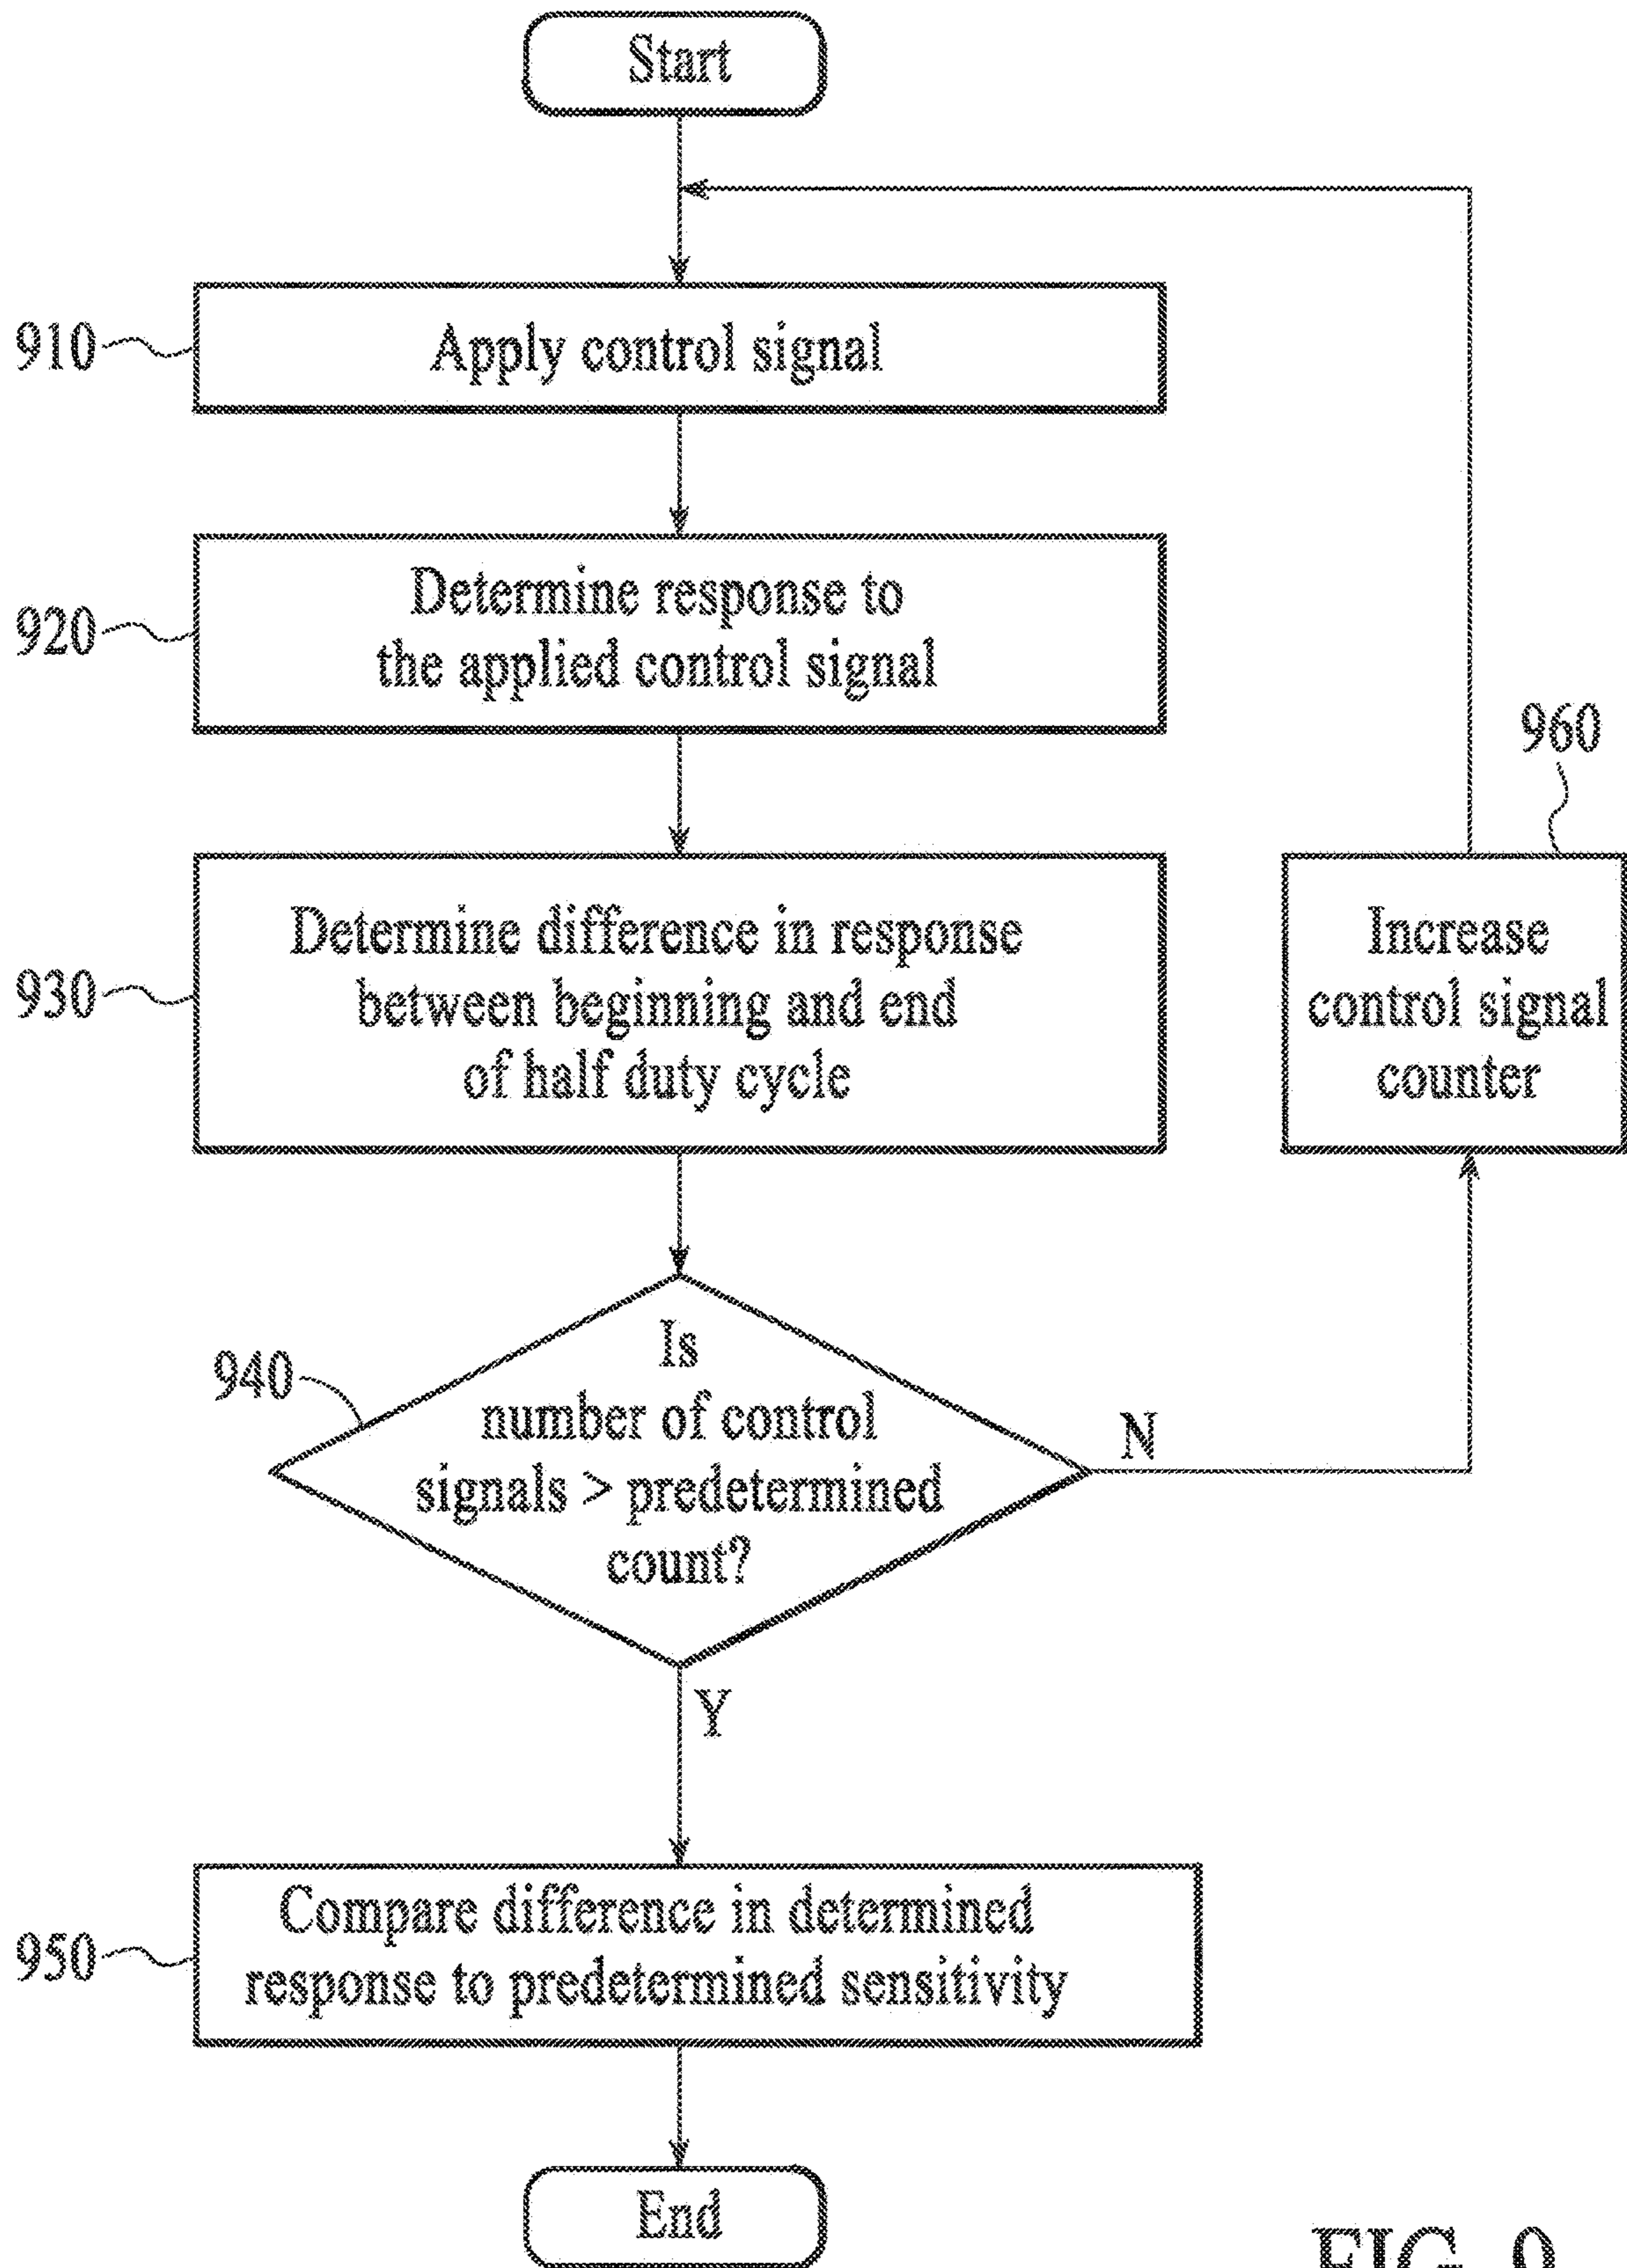 Start
910
Apply control signal
920
Determine response to
the applied control signal
960
930
Determine difference in response
between beginning and end
of half duty cycle
Increase
control signal
counter
940
Is
number of control
signals > predetermined
count?
N
Y
950
Compare difference in determined
response to predetermined sensitivity
End
FIG. 9